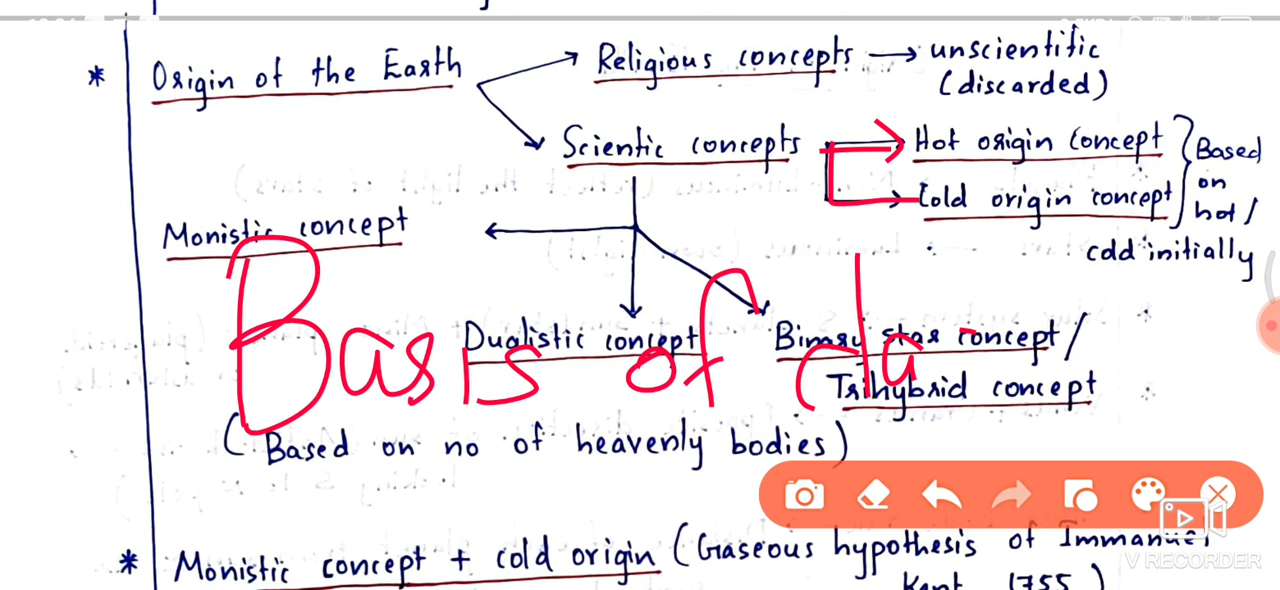 * Origin of the Earth
Religious concepts → unscientific
(discarded)
Scientic concepts
Hot origin concept
Cold origin concept
Based
on
hot /
cold initially
Monistic concept
Dualistic concept
Binary star concept /
Trihybrid concept
Basis of cla
(Based on no of heavenly bodies)
* Monistic concept + cold origin (Gaseous hypothesis of Immanuel
Kant 1755)
V RECORDER